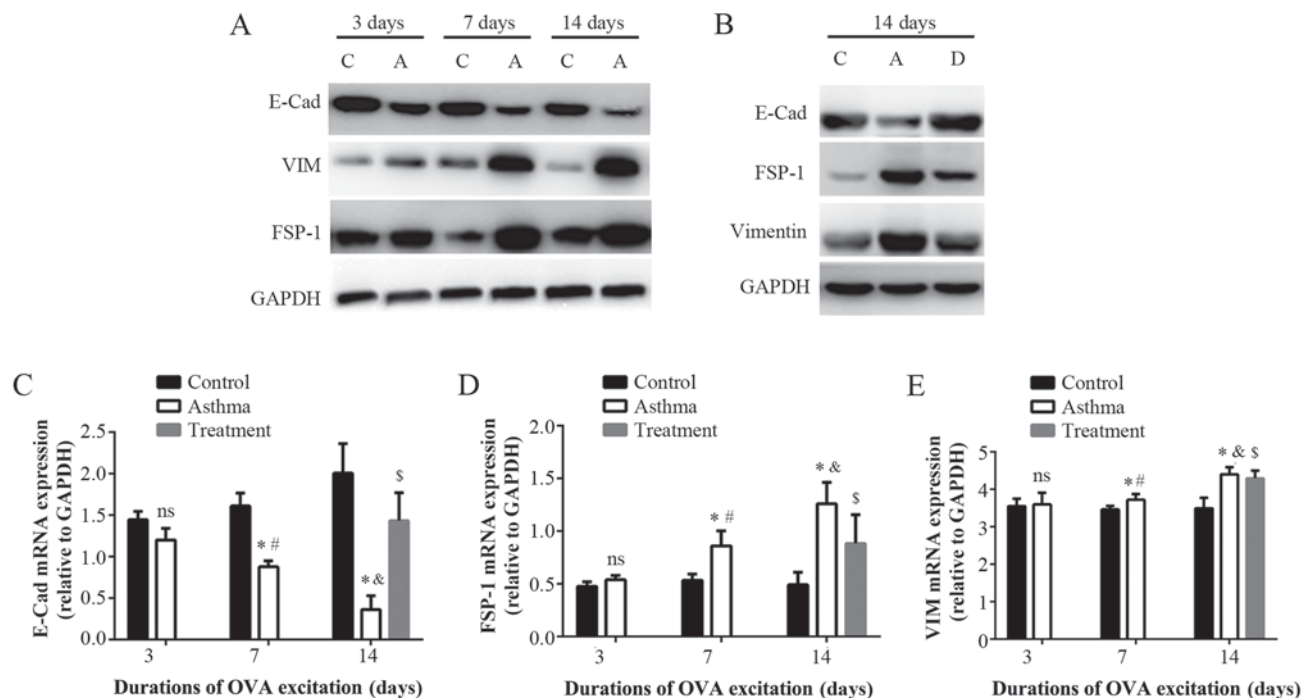 A
3 days
7 days
14 days
C
A
C
A
C
A
E-Cad
VIM
FSP-1
GAPDH
B
14 days
C
A
D
E-Cad
FSP-1
Vimentin
GAPDH
C
Control
Asthma
Treatment
E-Cad mRNA expression
(relative to GAPDH)
2.5
2.0
1.5
1.0
0.5
0.0
ns
* #
* &
$
3
7
14
Durations of OVA excitation (days)
D
Control
Asthma
Treatment
FSP-1 mRNA expression
(relative to GAPDH)
2.0
1.5
1.0
0.5
0.0
ns
* #
* &
$
3
7
14
Durations of OVA excitation (days)
E
Control
Asthma
Treatment
VIM mRNA expression
(relative to GAPDH)
5
4
3
2
1
0
ns
* #
* & $
3
7
14
Durations of OVA excitation (days)